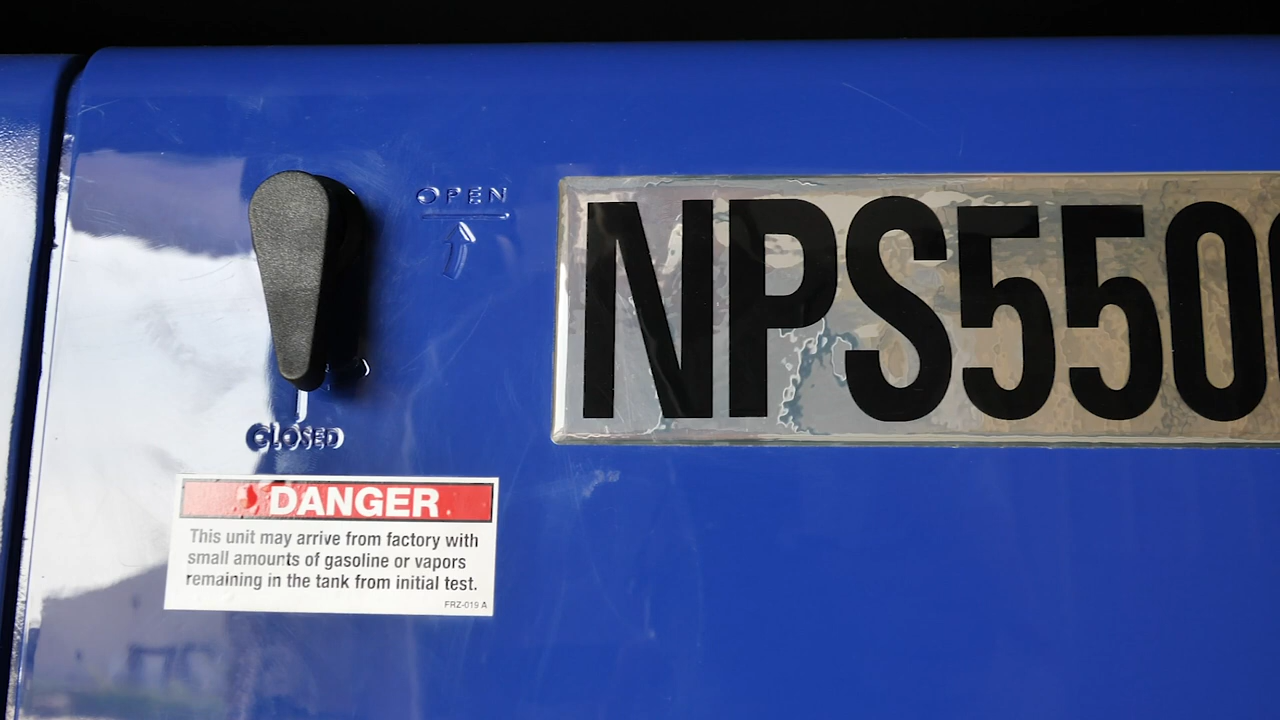 OPEN
NPS550
CLOSED
DANGER
This unit may arrive from factory with
small amounts of gasoline or vapors
remaining in the tank from initial test.
FRZ-019 A